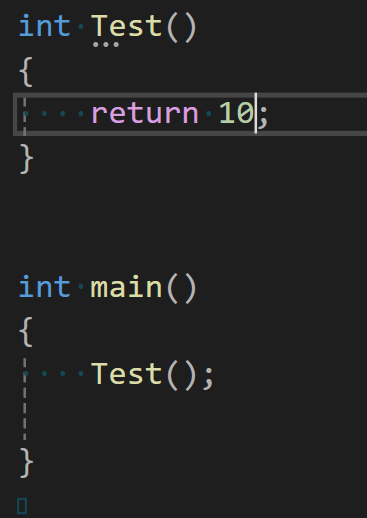 int Test()
{
    return 10;
}
int main()
{
    Test();
}